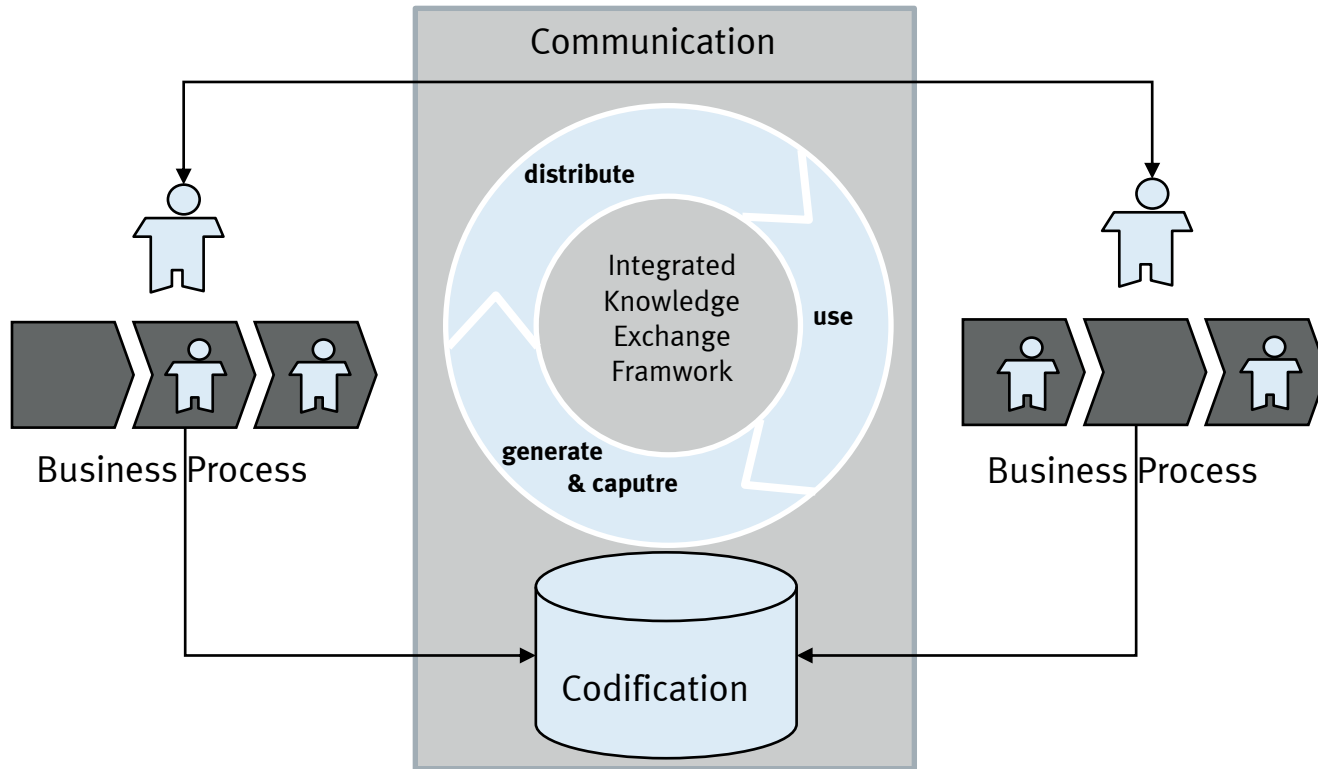 Communication
distribute
Integrated
Knowledge
Exchange
Framwork
use
generate
& caputre
Business Process
Business Process
Codification